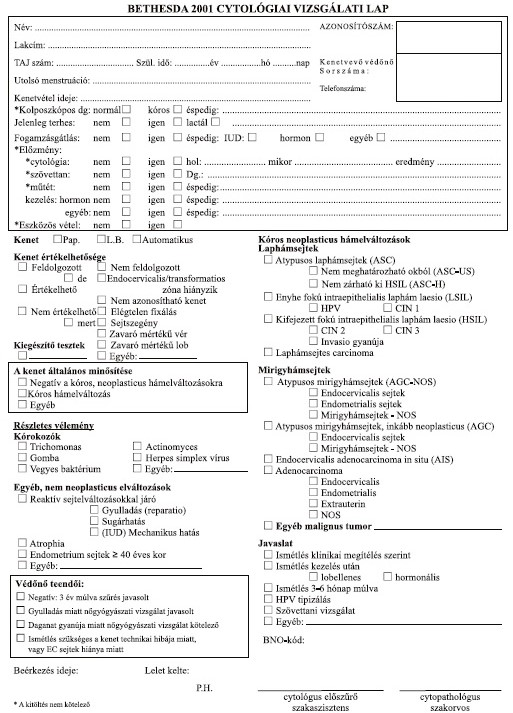 BETHESDA 2001 CYTOLÓGIAI VIZSGÁLATI LAP
Név:
AZONOSÍTÓSZÁM:
Lakcím:
TAJ szám: Szül. idő: év hó nap
Kenetvevő védőnő
Sorszáma:
Utolsó menstruáció:
Telefonszáma:
Kenetvétel ideje:
*Kolposzkópos dg: normál kóros éspedig:
Jelenleg terhes: nem igen laktál
Fogamzásgátlás: nem igen éspedig: IUD: hormon egyéb
*Előzmény:
*cytológia: nem igen hol: mikor eredmény
*szövettan: nem igen Dg.:
*műtét: nem igen éspedig:
kezelés: hormon nem igen éspedig:
egyéb: nem igen éspedig:
*Eszközös vétel: nem igen
Kenet Pap. L.B. Automatikus
Kenet értékelhetősége
Feldolgozott Nem feldolgozott
de Endocervicalis/transformatios
Értékelhető zóna hiányzik
Nem azonosítható kenet
Nem értékelhető Elégtelen fixálás
mert Sejtszegény
Zavaró mértékű vér
Kiegészítő tesztek Zavaró mértékű lob
Egyéb:
A kenet általános minősítése
Negatív a kóros, neoplasticus hámelváltozásokra
Kóros hámelváltozás
Egyéb
Részletes vélemény
Kórokozók
Trichomonas Actinomyces
Gomba Herpes simplex vírus
Vegyes baktérium Egyéb:
Egyéb, nem neoplasticus elváltozások
Reaktív sejtelváltozásokkal járó
Gyulladás (reparatio)
Sugárhatás
(IUD) Mechanikus hatás
Atrophia
Endometrium sejtek ≥ 40 éves kor
Egyéb:
Védőnő teendői:
Negatív: 3 év múlva szűrés javasolt
Gyulladás miatt nőgyógyászati vizsgálat javasolt
Daganat gyanúja miatt nőgyógyászati vizsgálat kötelező
Ismétlés szükséges a kenet technikai hibája miatt,
vagy EC sejtek hiánya miatt
Kóros neoplasticus hámelváltozások
Laphámsejtek
Atypusos laphámsejtek (ASC)
Nem meghatározható okból (ASC-US)
Nem zárható ki HSIL (ASC-H)
Enyhe fokú intraepithelialis laphám laesio (LSIL)
HPV CIN 1
Kifejezett fokú intraepithelialis laphám laesio (HSIL)
CIN 2 CIN 3
Invasio gyanúja
Laphámsejtes carcinoma
Mirigyhámsejtek
Atypusos mirigyhámsejtek (AGC-NOS)
Endocervicalis sejtek
Endometrialis sejtek
Mirigyhámsejtek - NOS
Atypusos mirigyhámsejtek, inkább neoplasticus (AGC)
Endocervicalis sejtek
Mirigyhámsejtek - NOS
Endocervicalis adenocarcinoma in situ (AIS)
Adenocarcinoma
Endocervicalis
Endometrialis
Extrauterin
NOS
Egyéb malignus tumor
Javaslat
Ismétlés klinikai megítélés szerint
Ismétlés kezelés után
lobellenes hormonális
Ismétlés 3-6 hónap múlva
HPV tipizálás
Szövettani vizsgálat
Egyéb:
BNO-kód:
Beérkezés ideje: Lelet kelte:
P.H.
* A kitöltés nem kötelező
cytológus előszűrő
szakaszisztens
cytopathológus
szakorvos